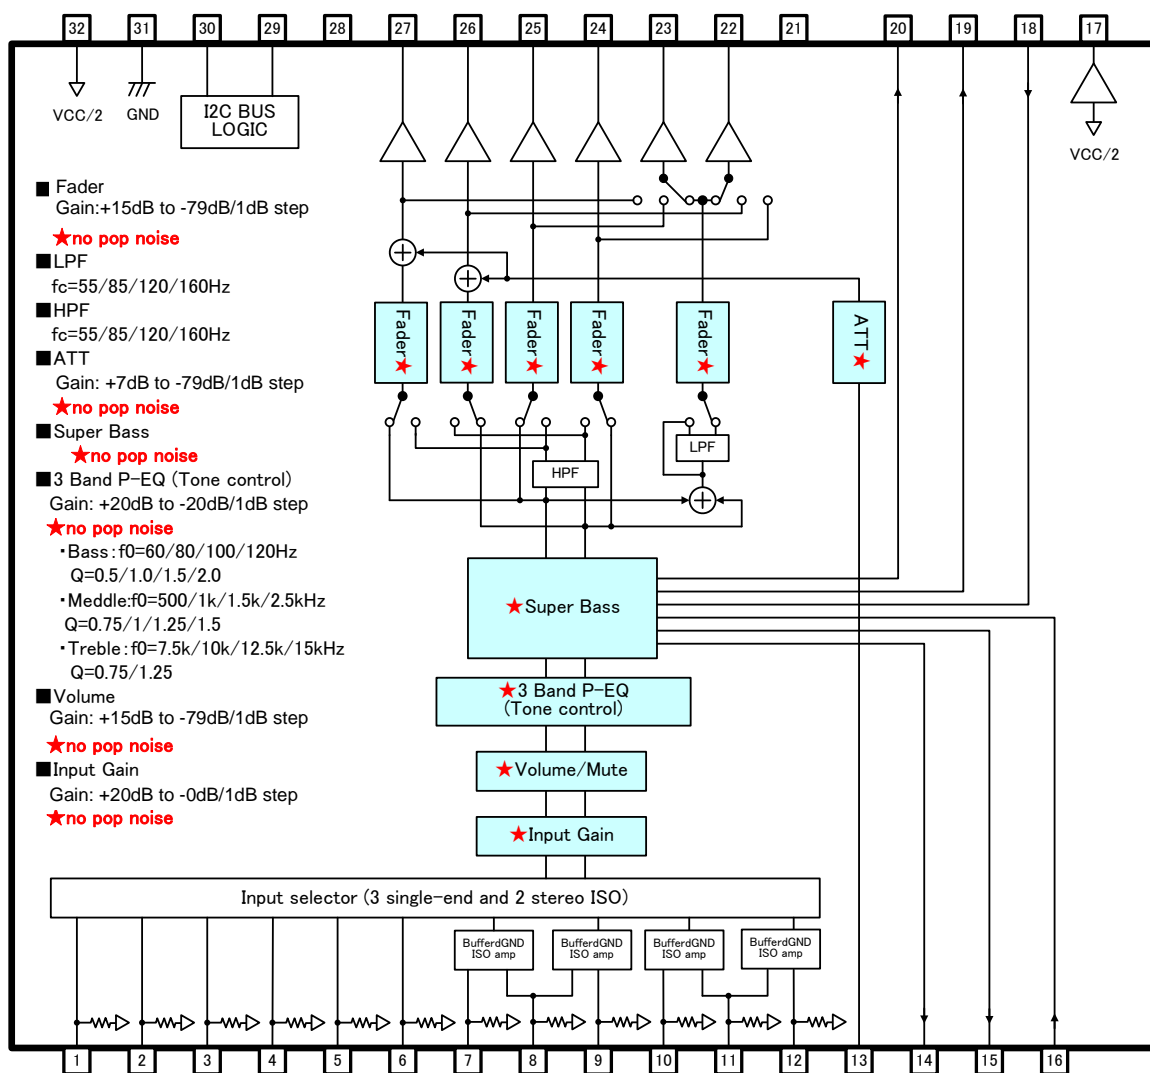 32 31 30 29 28 27 26 25 24 23 22 21 20 19 18 17
VCC/2
GND
I2C BUS
LOGIC
VCC/2
■ Fader
Gain:+15dB to -79dB/1dB step
★no pop noise
■LPF
fc=55/85/120/160Hz
■HPF
fc=55/85/120/160Hz
■ATT
Gain: +7dB to -79dB/1dB step
★no pop noise
■Super Bass
★no pop noise
■3 Band P-EQ (Tone control)
Gain: +20dB to -20dB/1dB step
★no pop noise
・Bass:f0=60/80/100/120Hz
Q=0.5/1.0/1.5/2.0
・Meddle:f0=500/1k/1.5k/2.5kHz
Q=0.75/1/1.25/1.5
・Treble:f0=7.5k/10k/12.5k/15kHz
Q=0.75/1.25
■Volume
Gain: +15dB to -79dB/1dB step
★no pop noise
■Input Gain
Gain: +20dB to -0dB/1dB step
★no pop noise
Fader★
Fader★
Fader★
Fader★
Fader★
ATT★
LPF
HPF
★Super Bass
★3 Band P-EQ
(Tone control)
★Volume/Mute
★Input Gain
Input selector (3 single-end and 2 stereo ISO)
BufferdGND
ISO amp
BufferdGND
ISO amp
BufferdGND
ISO amp
BufferdGND
ISO amp
1 2 3 4 5 6 7 8 9 10 11 12 13 14 15 16